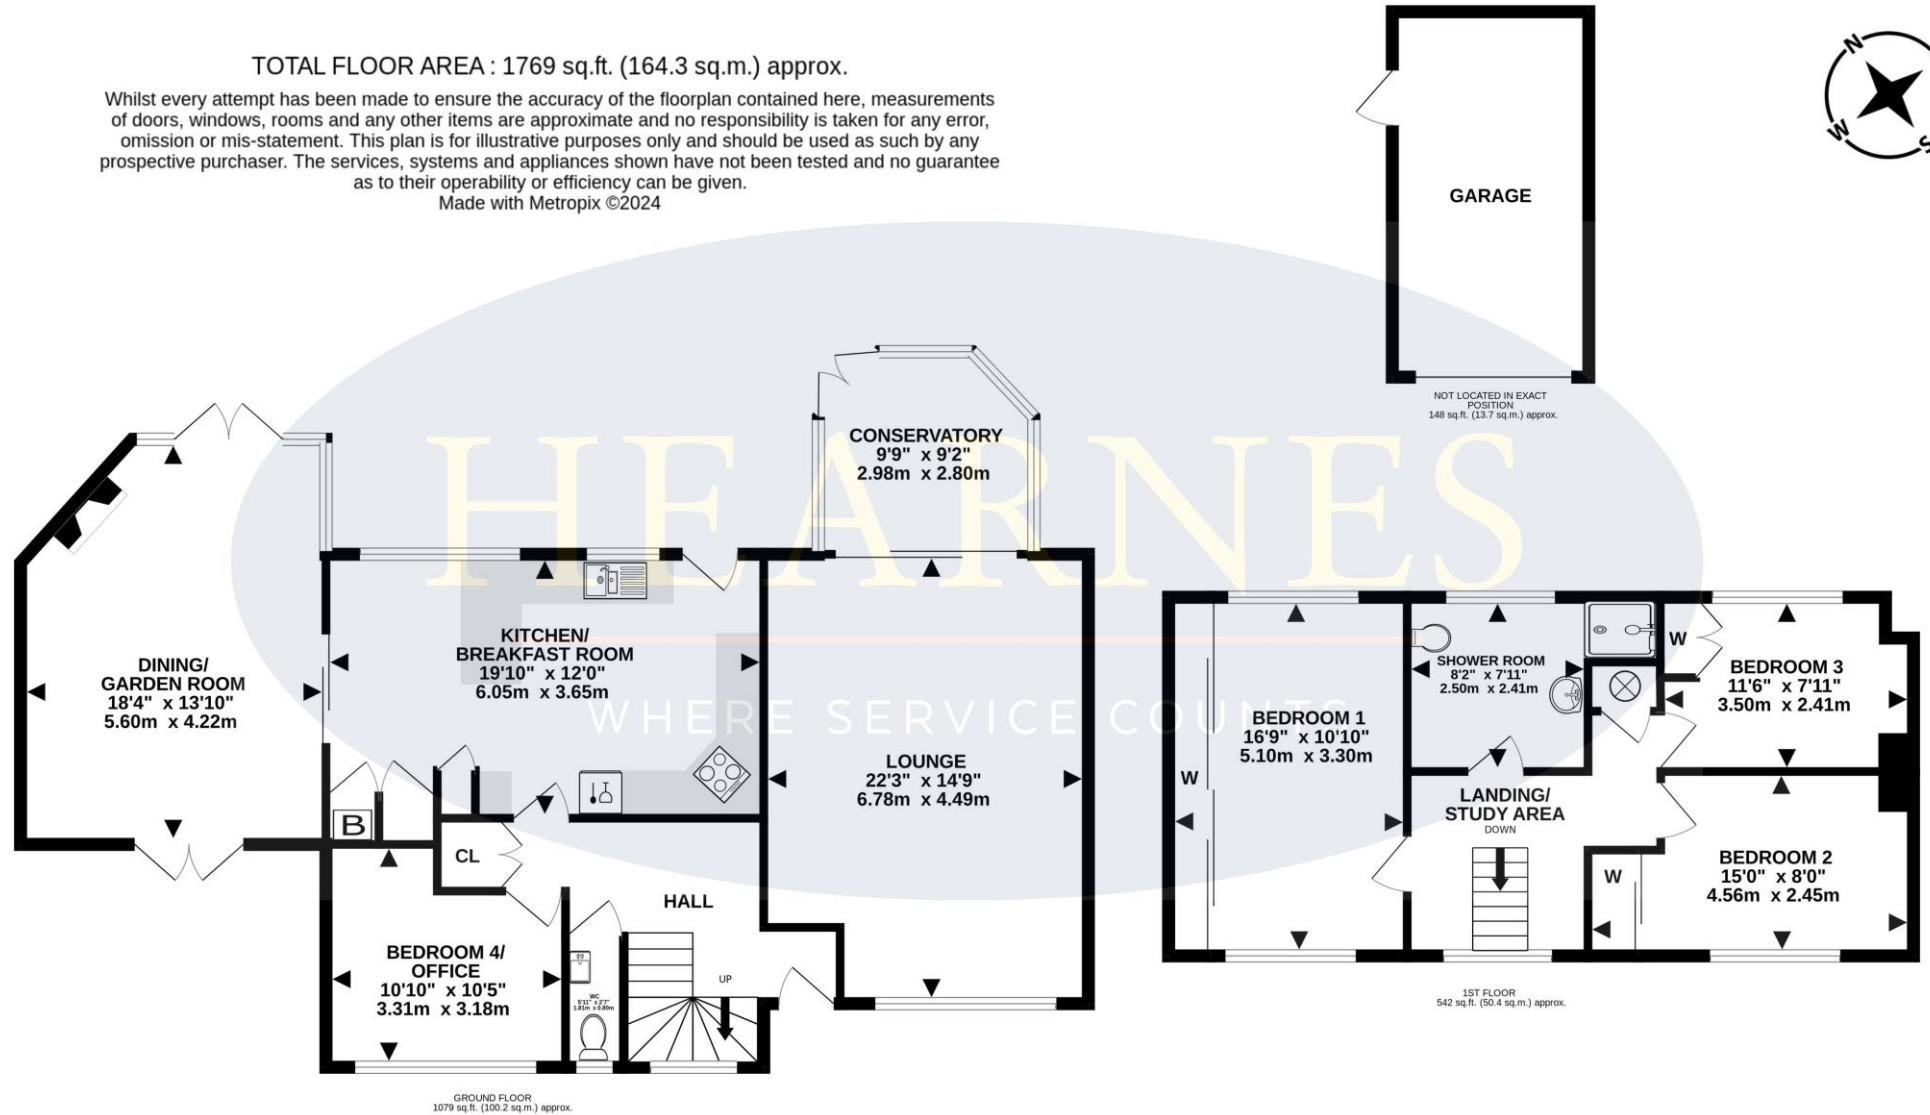 TOTAL FLOOR AREA : 1769 sq.ft. (164.3 sq.m.) approx.
Whilst every attempt has been made to ensure the accuracy of the floorplan contained here, measurements
of doors, windows, rooms and any other items are approximate and no responsibility is taken for any error,
omission or mis-statement. This plan is for illustrative purposes only and should be used as such by any
prospective purchaser. The services, systems and appliances shown have not been tested and no guarantee
as to their operability or efficiency can be given.
Made with Metropix ©2024
N
W
S
GARAGE
NOT LOCATED IN EXACT
POSITION
148 sq.ft. (13.7 sq.m.) approx.
HEARNES
WHERE SERVICE COUNTS
CONSERVATORY
9'9" x 9'2"
2.98m x 2.80m
DINING/
GARDEN ROOM
18'4" x 13'10"
5.60m x 4.22m
KITCHEN/
BREAKFAST ROOM
19'10" x 12'0"
6.05m x 3.65m
LOUNGE
22'3" x 14'9"
6.78m x 4.49m
B
CL
HALL
UP
BEDROOM 4/
OFFICE
10'10" x 10'5"
3.31m x 3.18m
WC
5'11" x 2'7"
1.81m x 0.80m
GROUND FLOOR
1079 sq.ft. (100.2 sq.m.) approx.
W
BEDROOM 1
16'9" x 10'10"
5.10m x 3.30m
SHOWER ROOM
8'2" x 7'11"
2.50m x 2.41m
W
BEDROOM 3
11'6" x 7'11"
3.50m x 2.41m
LANDING/
STUDY AREA
DOWN
W
BEDROOM 2
15'0" x 8'0"
4.56m x 2.45m
1ST FLOOR
542 sq.ft. (50.4 sq.m.) approx.